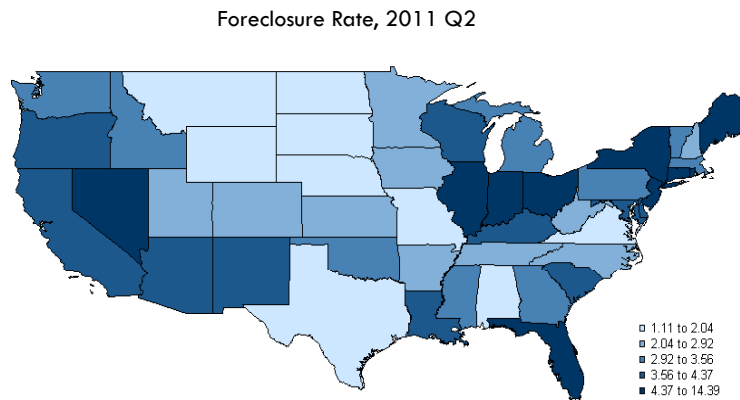 Foreclosure Rate, 2011 Q2
1.11 to 2.04
2.04 to 2.92
2.92 to 3.56
3.56 to 4.37
4.37 to 14.39